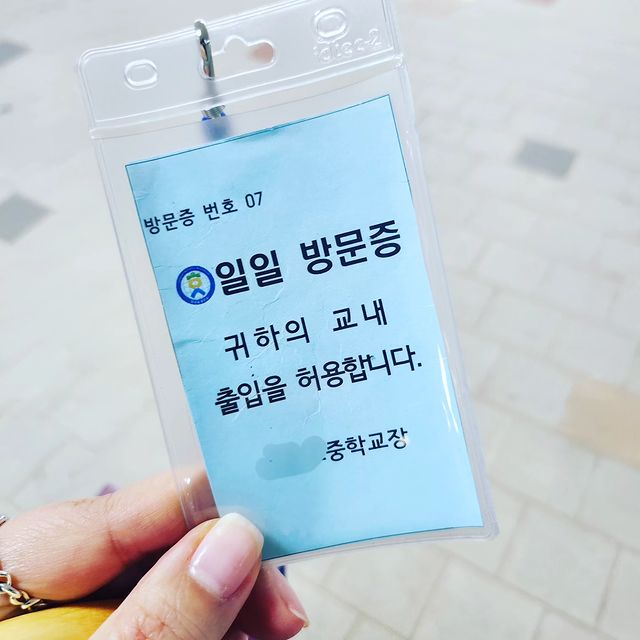 방문증 번호 07
일일 방문증
귀하의 교내
출입을 허용합니다.
중학교장